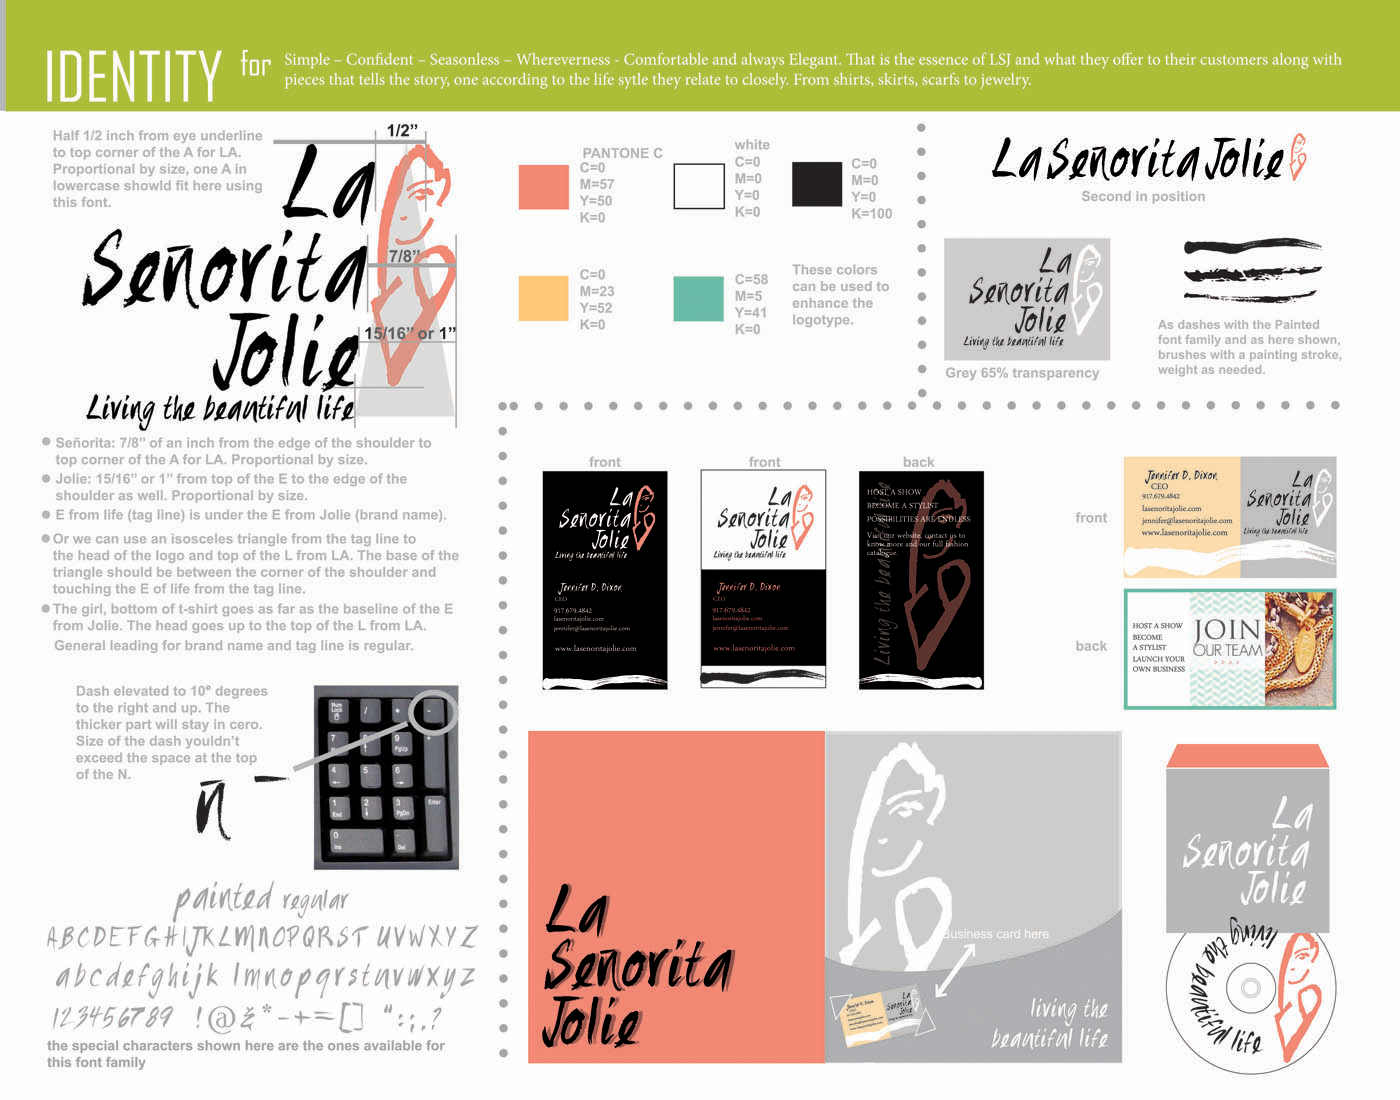 IDENTITY for
Simple – Confident – Seasonless – Whereverness - Comfortable and always Elegant. That is the essence of LSJ and what they offer to their customers along with
pieces that tells the story, one according to the life sytle they relate to closely. From shirts, skirts, scarfs to jewelry.
Half 1/2 inch from eye underline
to top corner of the A for LA.
Proportional by size, one A in
lowercase showld fit here using
this font.
1/2"
La
Señorita
7/8"
Jolie
15/16" or 1"
Living the beautiful life
Señorita: 7/8" of an inch from the edge of the shoulder to
top corner of the A for LA. Proportional by size.
Jolie: 15/16" or 1" from top of the E to the edge of the
shoulder as well. Proportional by size.
E from life (tag line) is under the E from Jolie (brand name).
Or we can use an isosceles triangle from the tag line to
the head of the logo and top of the L from LA. The base of the
triangle should be between the corner of the shoulder and
touching the E of life from the tag line.
The girl, bottom of t-shirt goes as far as the baseline of the E
from Jolie. The head goes up to the top of the L from LA.
General leading for brand name and tag line is regular.
Dash elevated to 10º degrees
to the right and up. The
thicker part will stay in cero.
Size of the dash youldn't
exceed the space at the top
of the N.
ñ -
Num
Lock
/
*
-
7
8
9
PgUp
+
4
5
6
1
End
2
3
PgDn
Enter
0
Ins
.
Del
painted regular
ABCDEFGHIJKLMNOPQRST UVWXYZ
abcdefghijk lmnopqrstuvwxyz
123456789 !@&*-+=[] ":;,?
the special characters shown here are the ones available for
this font family
PANTONE C
C=0
M=57
Y=50
K=0
white
C=0
M=0
Y=0
K=0
C=0
M=0
Y=0
K=100
C=0
M=23
Y=52
K=0
C=58
M=5
Y=41
K=0
These colors
can be used to
enhance the
logotype.
La Señorita Jolie
Second in position
La
Señorita
Jolie
Living the beautiful life
Grey 65% transparency
As dashes with the Painted
font family and as here shown,
brushes with a painting stroke,
weight as needed.
front
La
Señorita
Jolie
Living the beautiful life
Jennifer D. Dixon
CEO
917.679.4842
lasenoritajolie.com
jennifer@lasenoritajolie.com
www.lasenoritajolie.com
front
La
Señorita
Jolie
Living the beautiful life
Jennifer D. Dixon
CEO
917.679.4842
lasenoritajolie.com
jennifer@lasenoritajolie.com
www.lasenoritajolie.com
back
HOST A SHOW
BECOME A STYLIST
POSSIBILITIES ARE ENDLESS
Visit our website, contact us to
know more and our full fashion
catalogue.
Living the beautiful life
front
Jennifer D. Dixon
CEO
917.679.4842
lasenoritajolie.com
jennifer@lasenoritajolie.com
www.lasenoritajolie.com
La
Señorita
Jolie
Living the beautiful life
back
HOST A SHOW
BECOME
A STYLIST
LAUNCH YOUR
OWN BUSINESS
JOIN
OUR TEAM
La
Señorita
Jolie
Business card here
living the
beautiful life
La
Señorita
Jolie
living the beautiful life